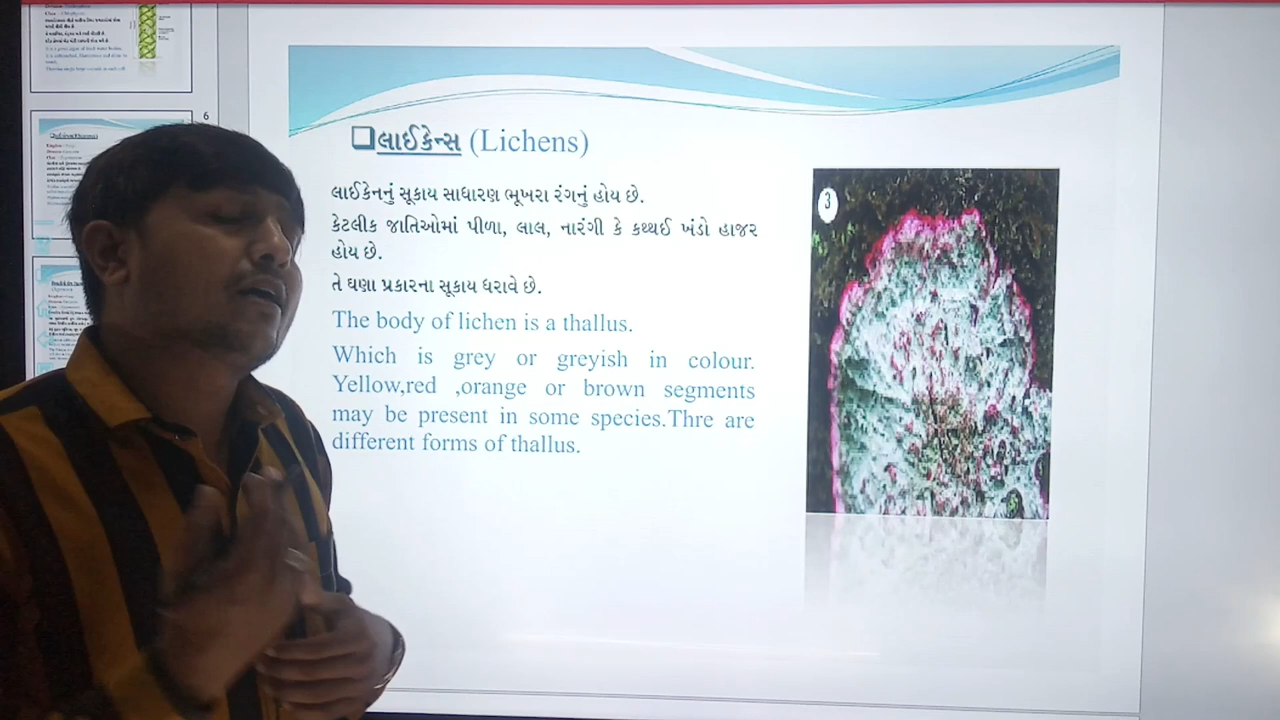 6
❑લાઈકેન્સ (Lichens)
લાઈકેનનું સૂકાય સાધારણ ભૂખરા રંગનું હોય છે.
કેટલીક જાતિઓમાં પીળા, લાલ, નારંગી કે કથ્થઈ ખંડો હાજર
હોય છે.
તે ઘણા પ્રકારના સૂકાય ધરાવે છે.
The body of lichen is a thallus.
Which is grey or greyish in colour.
Yellow,red ,orange or brown segments
may be present in some species.Thre are
different forms of thallus.
3